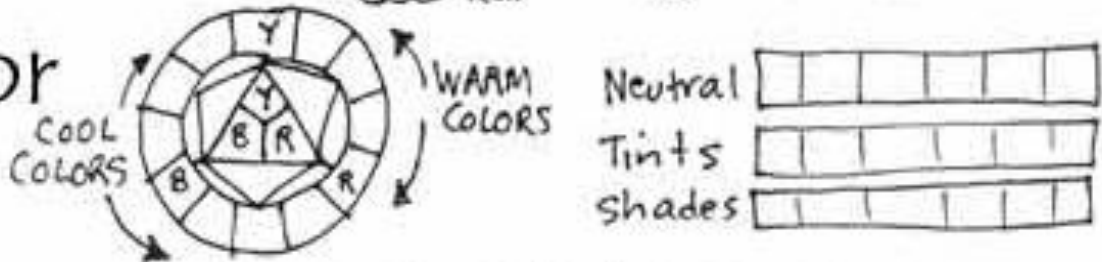 or
Y
Y
B R
B
R
COOL
COLORS
WARM
COLORS
Neutral
Tints
Shades